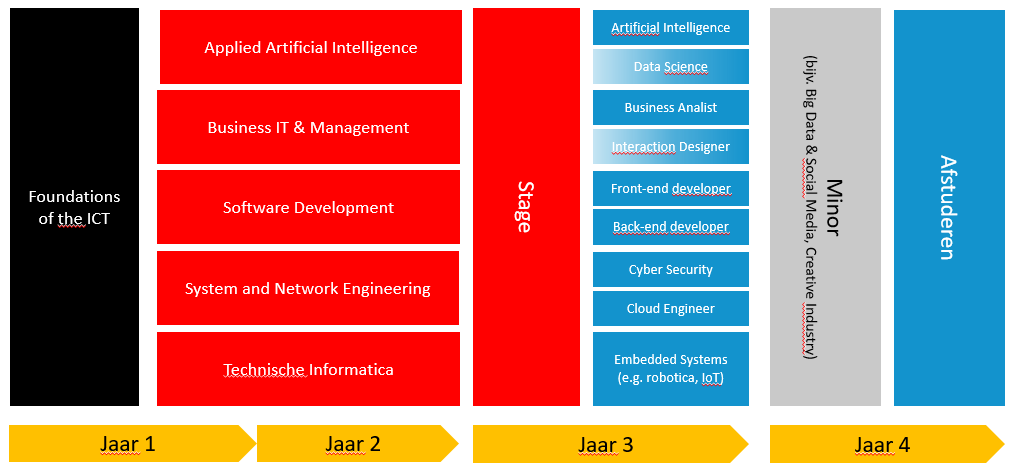 Foundations
of the ICT
Applied Artificial Intelligence
Business IT & Management
Software Development
System and Network Engineering
Technische Informatica
Stage
Artificial Intelligence
Data Science
Business Analist
Interaction Designer
Front-end developer
Back-end developer
Cyber Security
Cloud Engineer
Embedded Systems
(e.g. robotica, IoT)
Minor
(bijv. Big Data & Social Media, Creative Industry)
Afstuderen
Jaar 1
Jaar 2
Jaar 3
Jaar 4